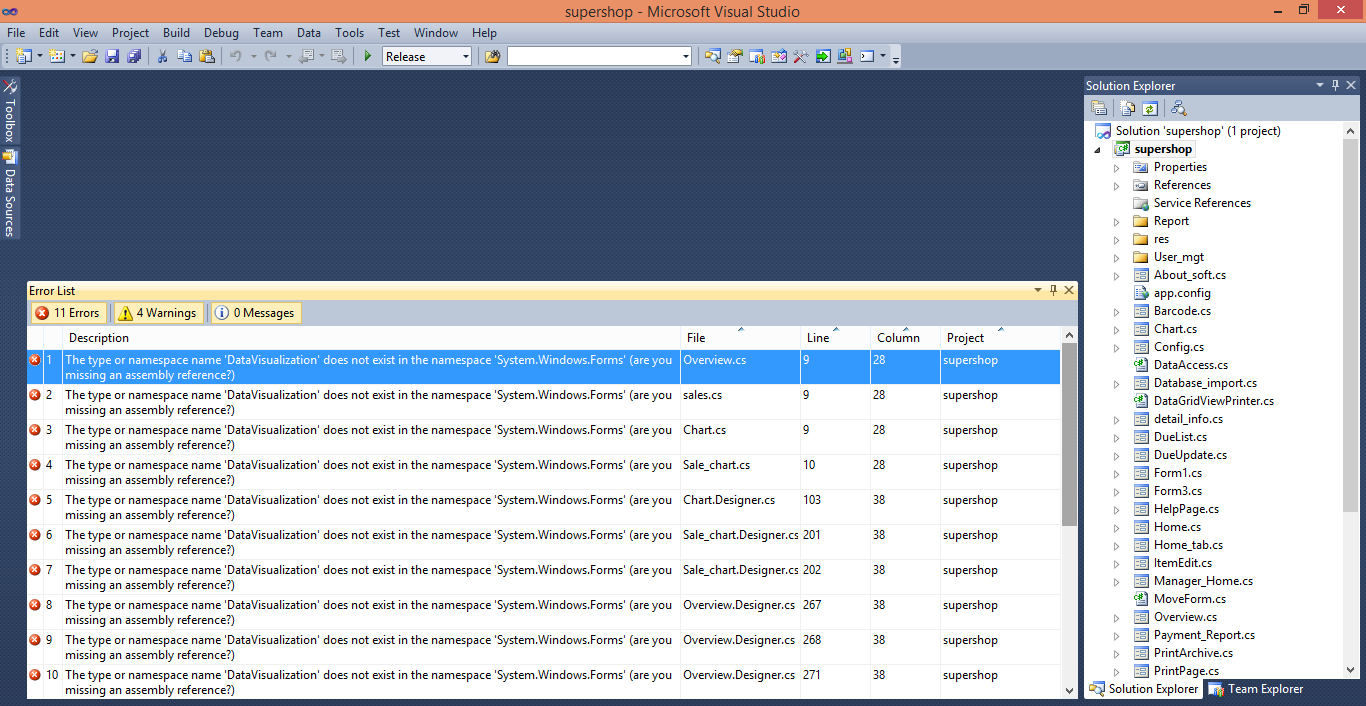 supershop - Microsoft Visual Studio
File Edit View Project Build Debug Team Data Tools Test Window Help
Release
Toolbox
Data Sources
Error List
11 Errors 4 Warnings 0 Messages
Description File Line Column Project
1 The type or namespace name 'DataVisualization' does not exist in the namespace 'System.Windows.Forms' (are you Overview.cs 9 28 supershop
missing an assembly reference?)
2 The type or namespace name 'DataVisualization' does not exist in the namespace 'System.Windows.Forms' (are you sales.cs 9 28 supershop
missing an assembly reference?)
3 The type or namespace name 'DataVisualization' does not exist in the namespace 'System.Windows.Forms' (are you Chart.cs 9 28 supershop
missing an assembly reference?)
4 The type or namespace name 'DataVisualization' does not exist in the namespace 'System.Windows.Forms' (are you Sale_chart.cs 10 28 supershop
missing an assembly reference?)
5 The type or namespace name 'DataVisualization' does not exist in the namespace 'System.Windows.Forms' (are you Chart.Designer.cs 103 38 supershop
missing an assembly reference?)
6 The type or namespace name 'DataVisualization' does not exist in the namespace 'System.Windows.Forms' (are you Sale_chart.Designer.cs 201 38 supershop
missing an assembly reference?)
7 The type or namespace name 'DataVisualization' does not exist in the namespace 'System.Windows.Forms' (are you Sale_chart.Designer.cs 202 38 supershop
missing an assembly reference?)
8 The type or namespace name 'DataVisualization' does not exist in the namespace 'System.Windows.Forms' (are you Overview.Designer.cs 267 38 supershop
missing an assembly reference?)
9 The type or namespace name 'DataVisualization' does not exist in the namespace 'System.Windows.Forms' (are you Overview.Designer.cs 268 38 supershop
missing an assembly reference?)
10 The type or namespace name 'DataVisualization' does not exist in the namespace 'System.Windows.Forms' (are you Overview.Designer.cs 271 38 supershop
missing an assembly reference?)
Solution Explorer
Solution 'supershop' (1 project)
supershop
Properties
References
Service References
Report
res
User_mgt
About_soft.cs
app.config
Barcode.cs
Chart.cs
Config.cs
DataAccess.cs
Database_import.cs
DataGridViewPrinter.cs
detail_info.cs
DueList.cs
DueUpdate.cs
Form1.cs
Form3.cs
HelpPage.cs
Home.cs
Home_tab.cs
ItemEdit.cs
Manager_Home.cs
MoveForm.cs
Overview.cs
Payment_Report.cs
PrintArchive.cs
PrintPage.cs
Solution Explorer Team Explorer